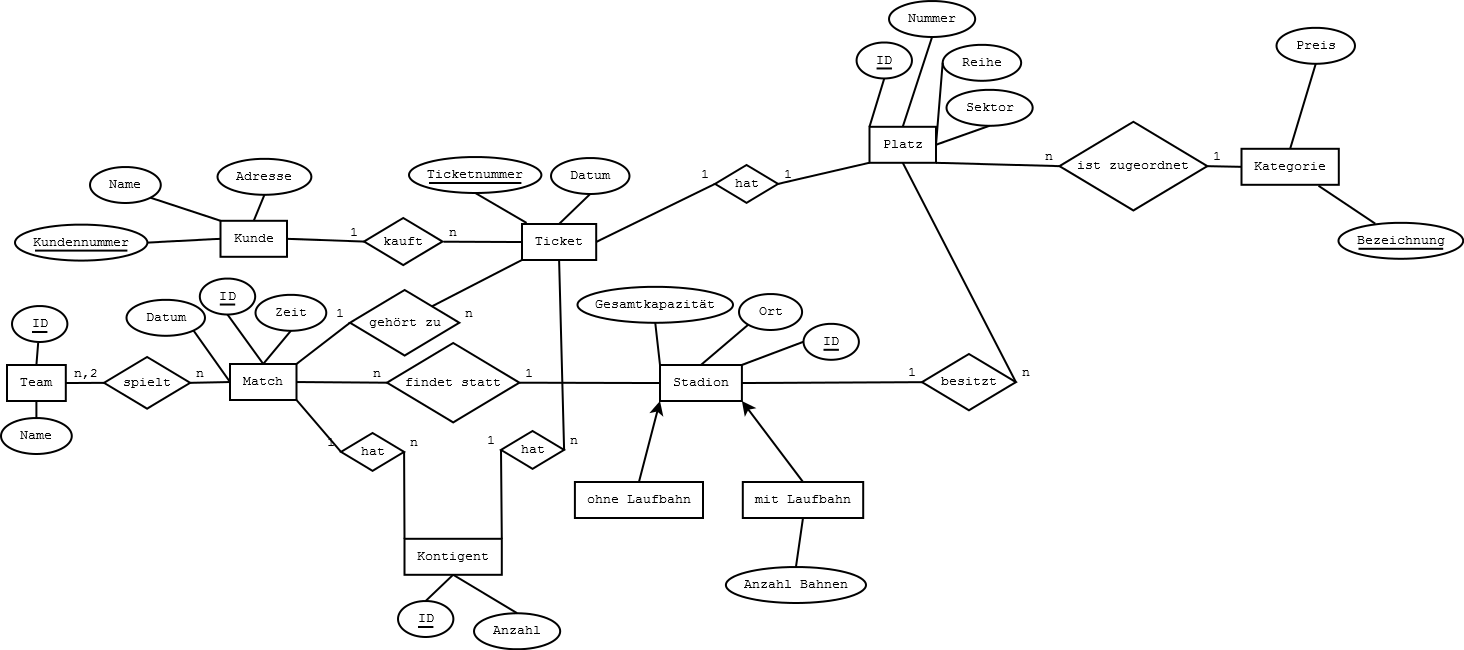 Nummer
Preis
ID
Reihe
Sektor
Platz
n
ist zugeordnet
1
Kategorie
Bezeichnung
Name
Adresse
Kundennummer
Kunde
1
kauft
n
Ticketnummer
Datum
Ticket
1
hat
1
ID
Datum
ID
Zeit
1
gehört zu
n
Gesamtkapazität
Ort
ID
Team
n,2
spielt
n
Match
n
findet statt
1
Stadion
1
besitzt
n
Name
1
hat
n
1
hat
n
ohne Laufbahn
mit Laufbahn
Kontigent
Anzahl Bahnen
ID
Anzahl